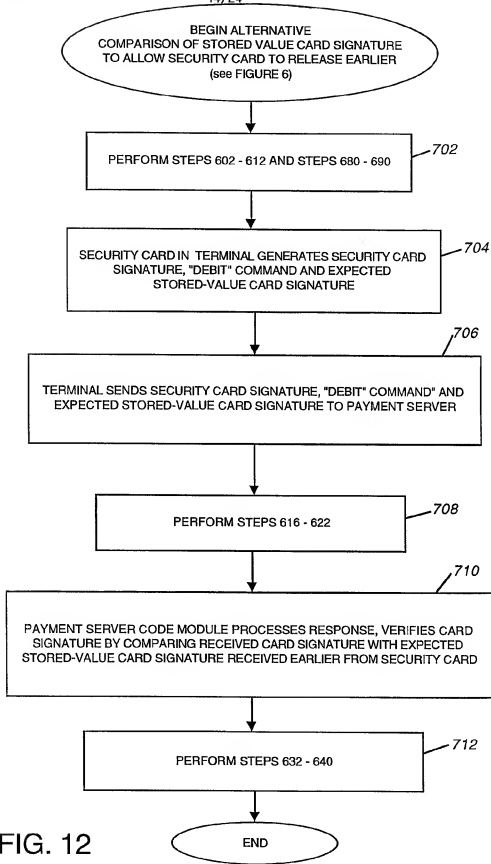 BEGIN ALTERNATIVE
COMPARISON OF STORED VALUE CARD SIGNATURE
TO ALLOW SECURITY CARD TO RELEASE EARLIER
(see FIGURE 6)
PERFORM STEPS 602 - 612 AND STEPS 680 - 690
702
SECURITY CARD IN TERMINAL GENERATES SECURITY CARD
SIGNATURE, "DEBIT" COMMAND AND EXPECTED
STORED-VALUE CARD SIGNATURE
704
706
TERMINAL SENDS SECURITY CARD SIGNATURE, "DEBIT" COMMAND" AND
EXPECTED STORED-VALUE CARD SIGNATURE TO PAYMENT SERVER
PERFORM STEPS 616 - 622
708
710
PAYMENT SERVER CODE MODULE PROCESSES RESPONSE, VERIFIES CARD
SIGNATURE BY COMPARING RECEIVED CARD SIGNATURE WITH EXPECTED
STORED-VALUE CARD SIGNATURE RECEIVED EARLIER FROM SECURITY CARD
PERFORM STEPS 632 - 640
712
FIG. 12
END